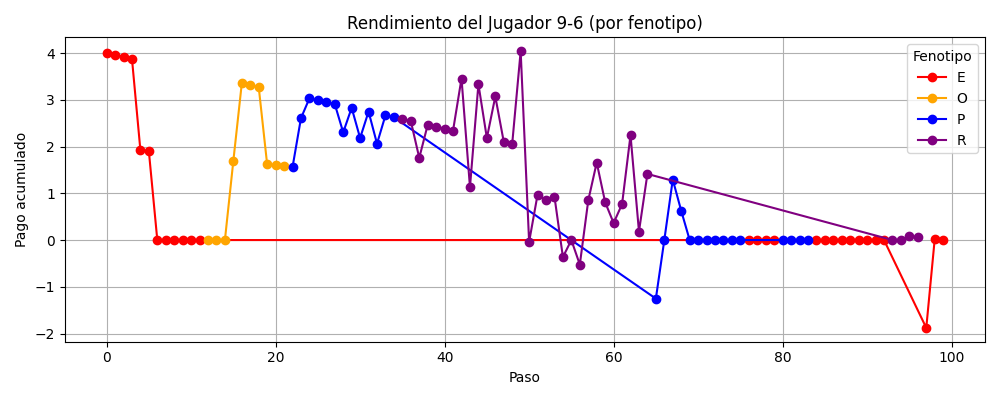 Rendimiento del Jugador 9-6 (por fenotipo)
Pago acumulado
4
3
2
1
0
−1
−2
Fenotipo
E
O
P
R
0 20 40 60 80 100
Paso